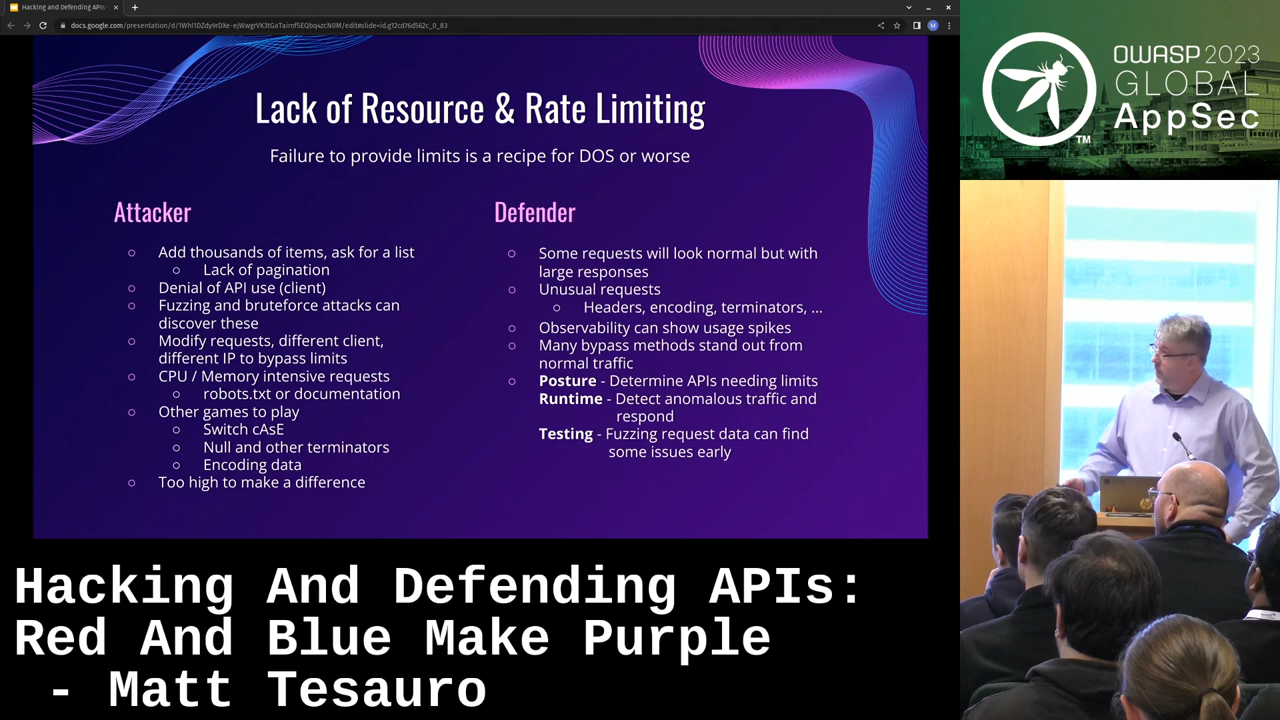 Hacking and Defending APIs
docs.google.com/presentation/d/1Whl1DZdy9rDXe-ejWwgrVK3tGaTairnf5EQbq4zcN0M/edit#slide=id.g12cd76d562c_0_83
M
Lack of Resource & Rate Limiting
Failure to provide limits is a recipe for DOS or worse
Attacker
Add thousands of items, ask for a list
Lack of pagination
Denial of API use (client)
Fuzzing and bruteforce attacks can
discover these
Modify requests, different client,
different IP to bypass limits
CPU / Memory intensive requests
robots.txt or documentation
Other games to play
Switch cAsE
Null and other terminators
Encoding data
Too high to make a difference
Defender
Some requests will look normal but with
large responses
Unusual requests
Headers, encoding, terminators, ...
Observability can show usage spikes
Many bypass methods stand out from
normal traffic
Posture - Determine APIs needing limits
Runtime - Detect anomalous traffic and
respond
Testing - Fuzzing request data can find
some issues early
OWASP 2023
GLOBAL
AppSec
TM
Hacking And Defending APIs:
Red And Blue Make Purple
- Matt Tesauro